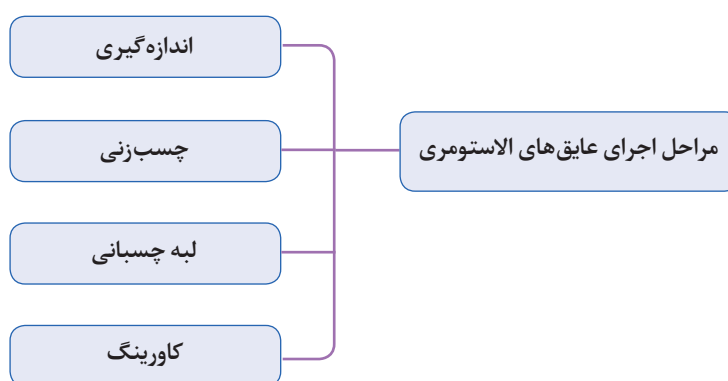 مراحل اجرای عایق‌های الاستومری
اندازه‌گیری
چسب‌زنی
لبه چسبانی
کاورینگ